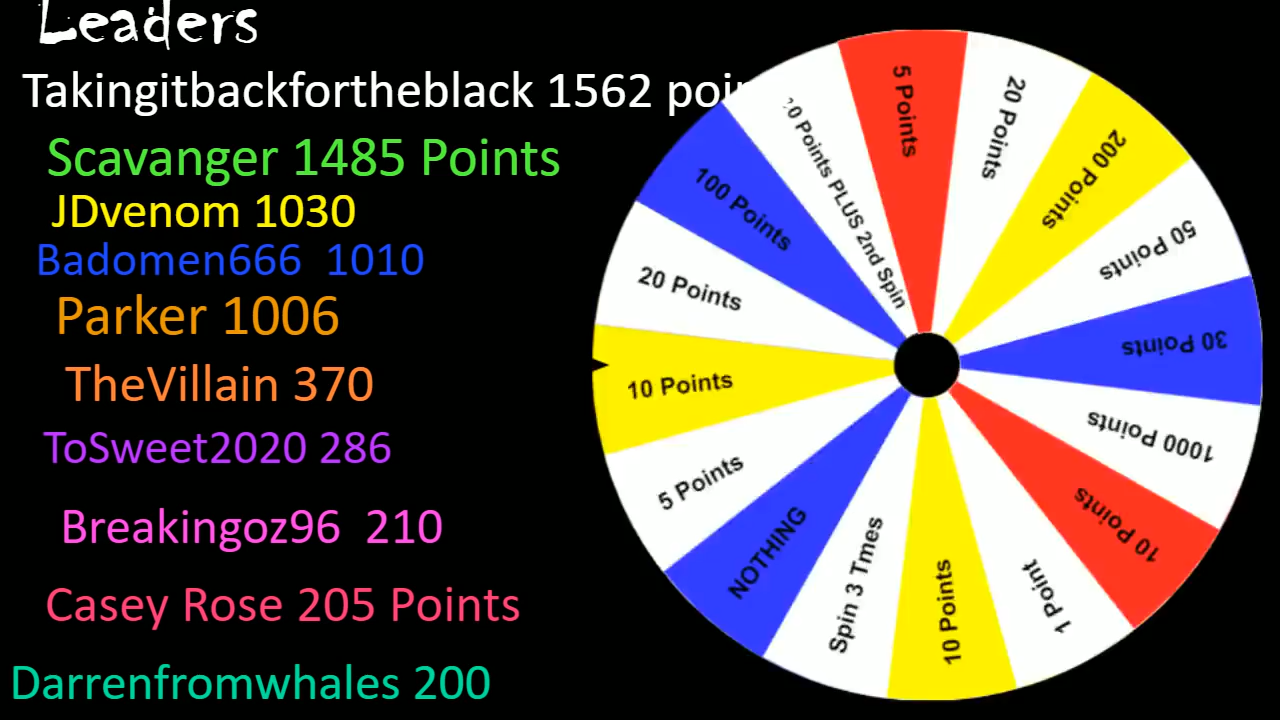 Leaders
Takingitbackfortheblack 1562
Scavanger 1485 Points
JDvenom 1030
Badomen666 1010
Parker 1006
TheVillain 370
ToSweet2020 286
Breakingoz96 210
Casey Rose 205 Points
Darrenfromwhales 200
5 Points
20 Points
200 Points
50 Points
30 Points
1000 Points
10 Points
1 Point
10 Points
Spin 3 Tmes
NOTHING
5 Points
10 Points
20 Points
100 Points
Points PLUS 2nd Spin